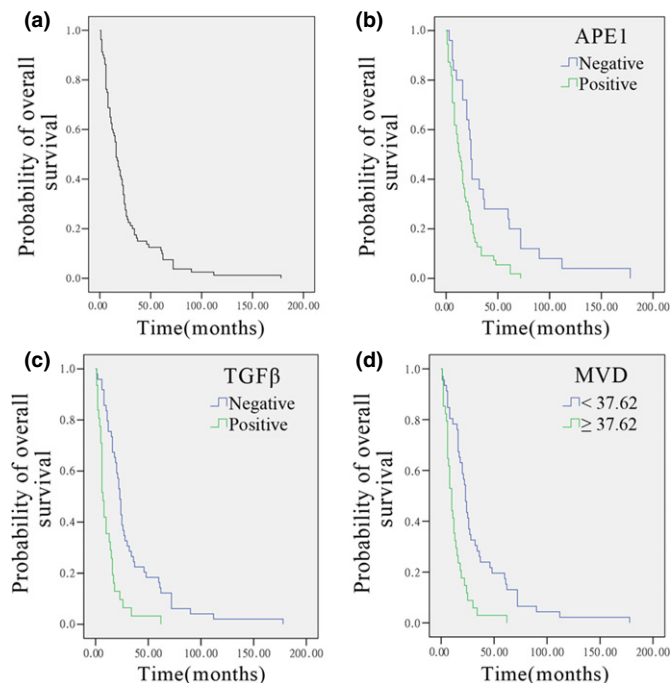 (a)
Probability of overall
survival
1.0
0.8
0.6
0.4
0.2
0.0
0.00
50.00
100.00
150.00
200.00
Time(months)
(b)
APE1
Negative
Positive
Probability of overall
survival
1.0
0.8
0.6
0.4
0.2
0.0
0.00
50.00
100.00
150.00
200.00
Time(months)
(c)
TGFβ
Negative
Positive
Probability of overall
survival
1.0
0.8
0.6
0.4
0.2
0.0
0.00
50.00
100.00
150.00
200.00
Time(months)
(d)
MVD
< 37.62
≥ 37.62
Probability of overall
survival
1.0
0.8
0.6
0.4
0.2
0.0
0.00
50.00
100.00
150.00
200.00
Time(months)